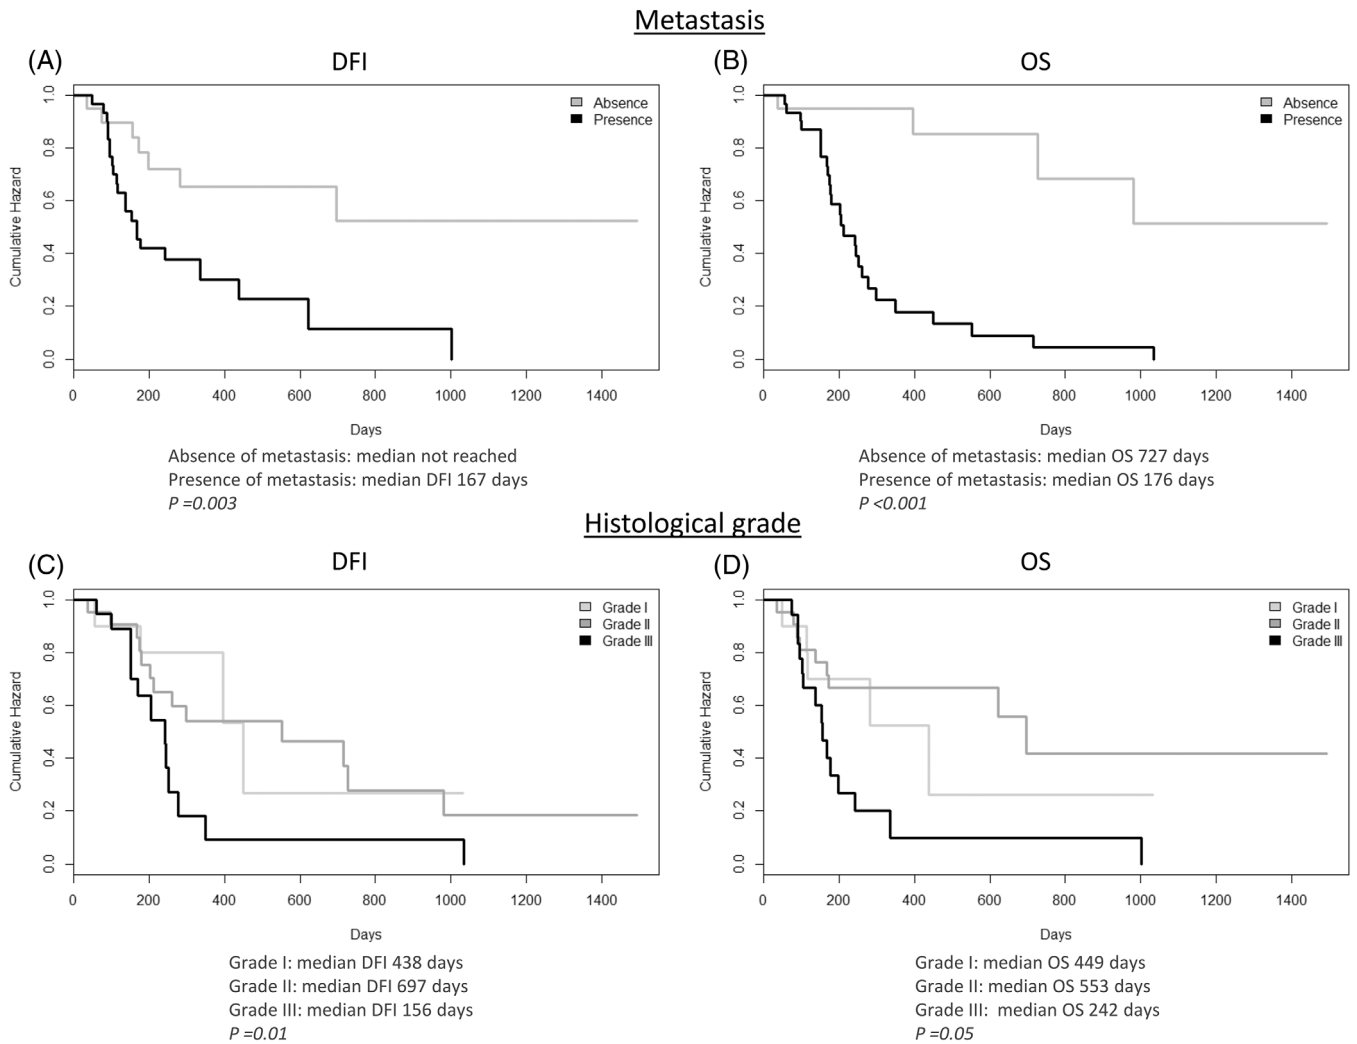 Metastasis
(A)
DFI
1.0
0.8
0.6
0.4
0.2
0.0
Cumulative Hazard
Absence
Presence
0 200 400 600 800 1000 1200 1400
Days
Absence of metastasis: median not reached
Presence of metastasis: median DFI 167 days
P =0.003
(B)
OS
1.0
0.8
0.6
0.4
0.2
0.0
Cumulative Hazard
Absence
Presence
0 200 400 600 800 1000 1200 1400
Days
Absence of metastasis: median OS 727 days
Presence of metastasis: median OS 176 days
P <0.001
Histological grade
(C)
DFI
1.0
0.8
0.6
0.4
0.2
0.0
Cumulative Hazard
Grade I
Grade II
Grade III
0 200 400 600 800 1000 1200 1400
Days
Grade I: median DFI 438 days
Grade II: median DFI 697 days
Grade III: median DFI 156 days
P =0.01
(D)
OS
1.0
0.8
0.6
0.4
0.2
0.0
Cumulative Hazard
Grade I
Grade II
Grade III
0 200 400 600 800 1000 1200 1400
Days
Grade I: median OS 449 days
Grade II: median OS 553 days
Grade III: median OS 242 days
P =0.05